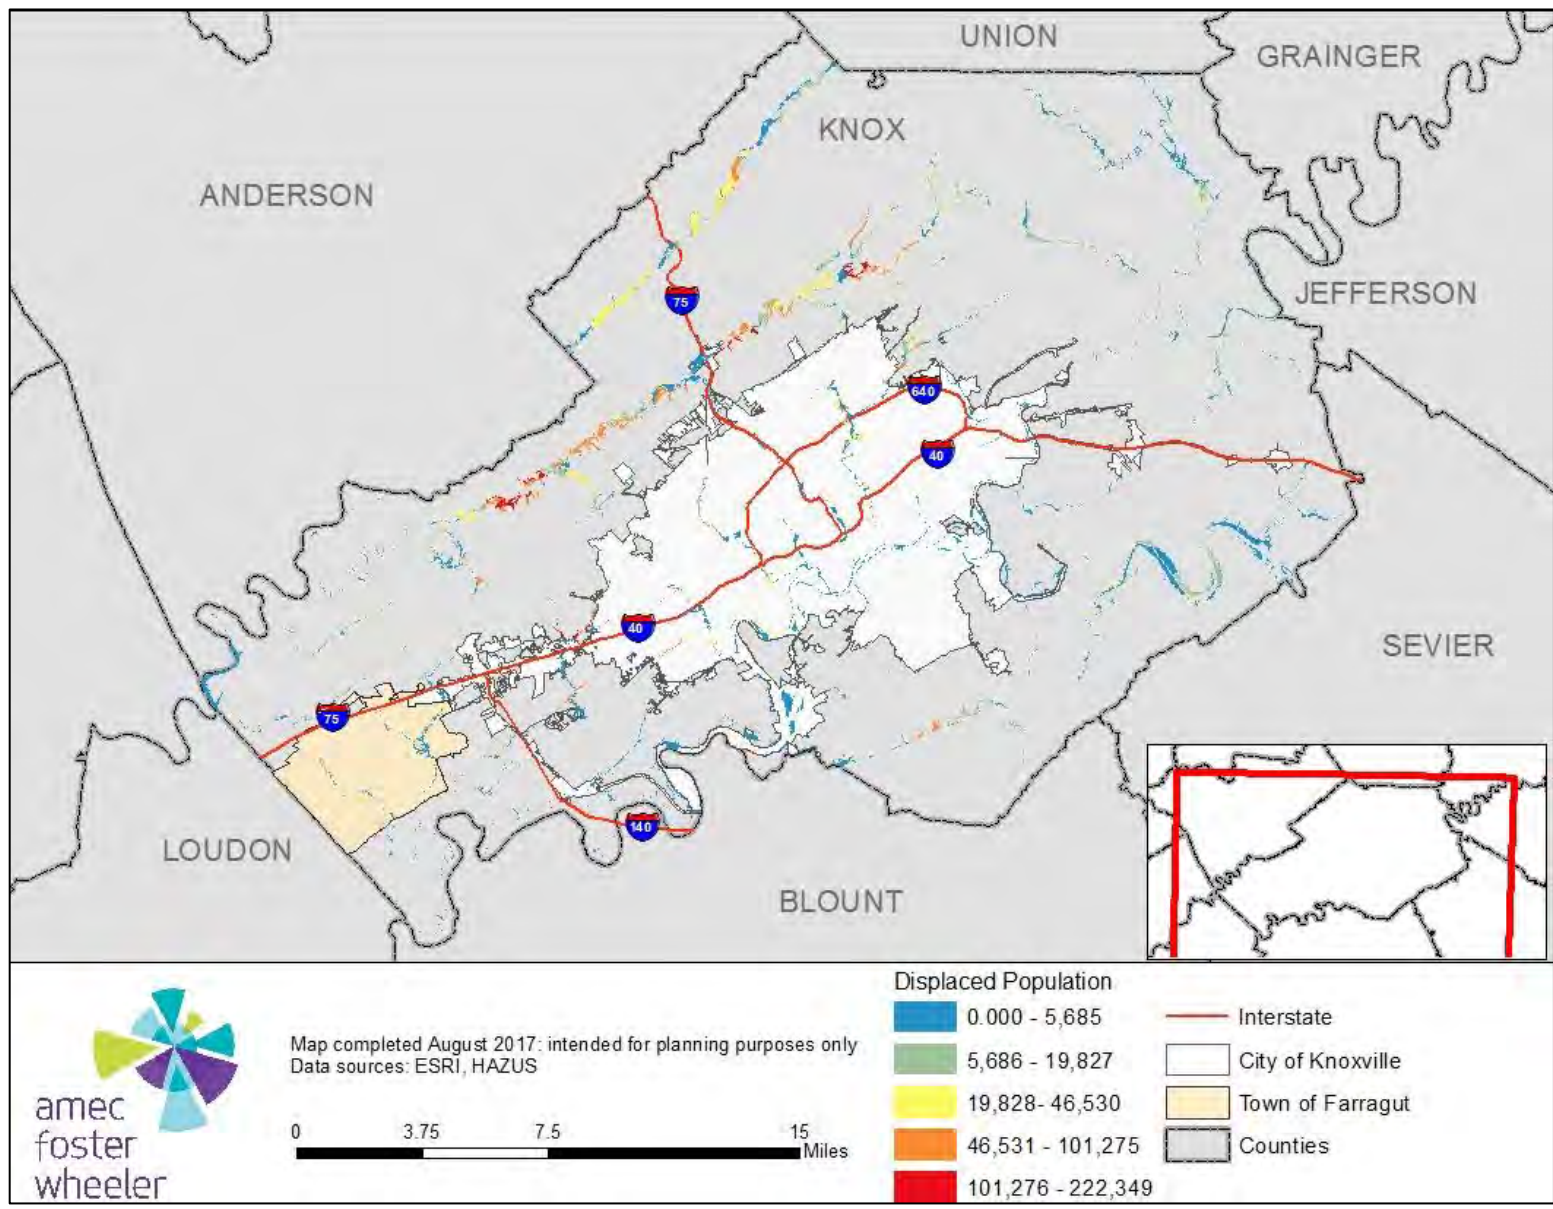 UNION
GRAINGER
KNOX
ANDERSON
JEFFERSON
75
640
40
SEVIER
40
75
140
LOUDON
BLOUNT
amec
foster
wheeler
Map completed August 2017: intended for planning purposes only
Data sources: ESRI, HAZUS
0 3.75 7.5 15
Miles
Displaced Population
0.000 - 5,685
5,686 - 19,827
19,828- 46,530
46,531 - 101,275
101,276 - 222,349
Interstate
City of Knoxville
Town of Farragut
Counties